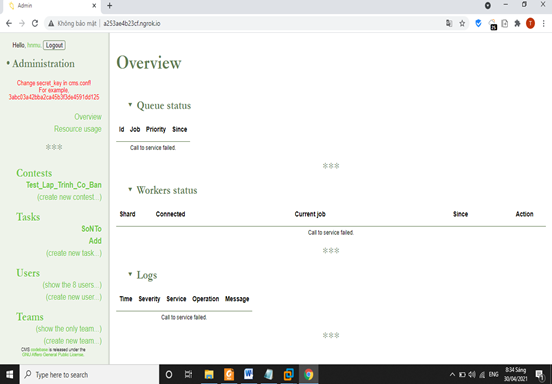 Admin
Không bảo mật | a253ae4b23cf.ngrok.io
Hello, hnmu. Logout
Administration
Change secret_key in cms.conf!
For example,
3abc03a42bba2ca45b3f3de4591dd125
Overview
Resource usage
***
Contests
Test_Lap_Trinh_Co_Ban
(create new contest...)
Tasks
SoNTo
Add
(create new task...)
Users
(show the 8 users...)
(create new user...)
Teams
(show the only team...)
(create new team...)
CMS is released under the
GNU Affero General Public License.
Overview
Queue status
Id Job Priority Since
Call to service failed.
***
Workers status
Shard Connected Current job Since Action
Call to service failed.
***
Logs
Time Severity Service Operation Message
Call to service failed.
***
Type here to search
ENG
8:34 Sáng
30/04/2021